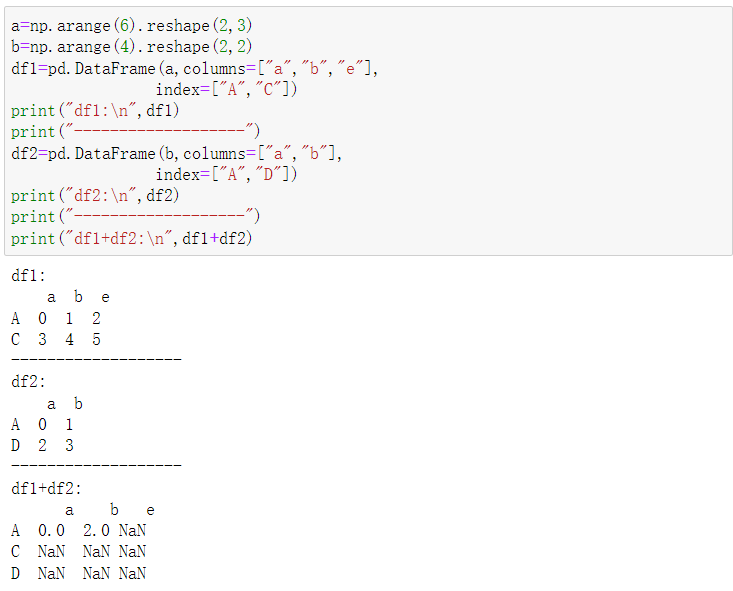 a=np.arange(6).reshape(2,3)
b=np.arange(4).reshape(2,2)
df1=pd.DataFrame(a,columns=["a","b","e"],
                index=["A","C"])
print("df1:\n",df1)
print("-------------------")
df2=pd.DataFrame(b,columns=["a","b"],
                index=["A","D"])
print("df2:\n",df2)
print("-------------------")
print("df1+df2:\n",df1+df2)
df1:
    a  b  e
A  0  1  2
C  3  4  5
-------------------
df2:
    a  b
A  0  1
D  2  3
-------------------
df1+df2:
      a    b   e
A  0.0  2.0 NaN
C  NaN  NaN NaN
D  NaN  NaN NaN